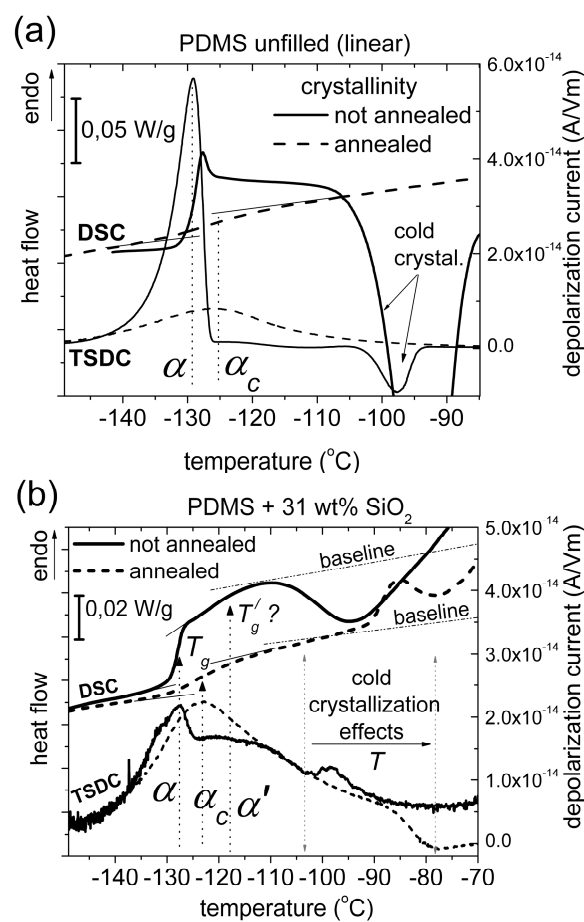 (a)
PDMS unfilled (linear)
endo
0,05 W/g
crystallinity
not annealed
annealed
6.0x10⁻¹⁴
4.0x10⁻¹⁴
2.0x10⁻¹⁴
0.0
DSC
cold
crystal.
TSDC
α
α_c
heat flow
depolarization current (A/Vm)
-140 -130 -120 -110 -100 -90
temperature (°C)
(b)
PDMS + 31 wt% SiO₂
endo
not annealed
annealed
0,02 W/g
baseline
T_g′ ?
T_g
baseline
5.0x10⁻¹⁴
4.0x10⁻¹⁴
3.0x10⁻¹⁴
2.0x10⁻¹⁴
1.0x10⁻¹⁴
0.0
DSC
cold
crystallization
effects
T
TSDC
α
α_c
α'
heat flow
depolarization current (A/Vm)
-140 -130 -120 -110 -100 -90 -80 -70
temperature (°C)